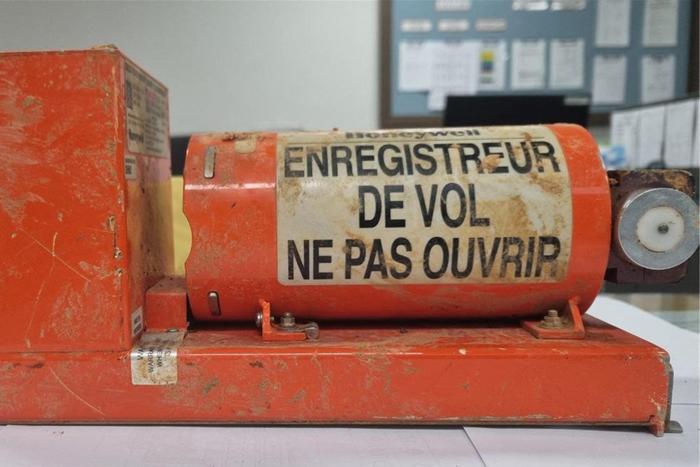 Honeywell
ENREGISTREUR
DE VOL
NE PAS OUVRIR